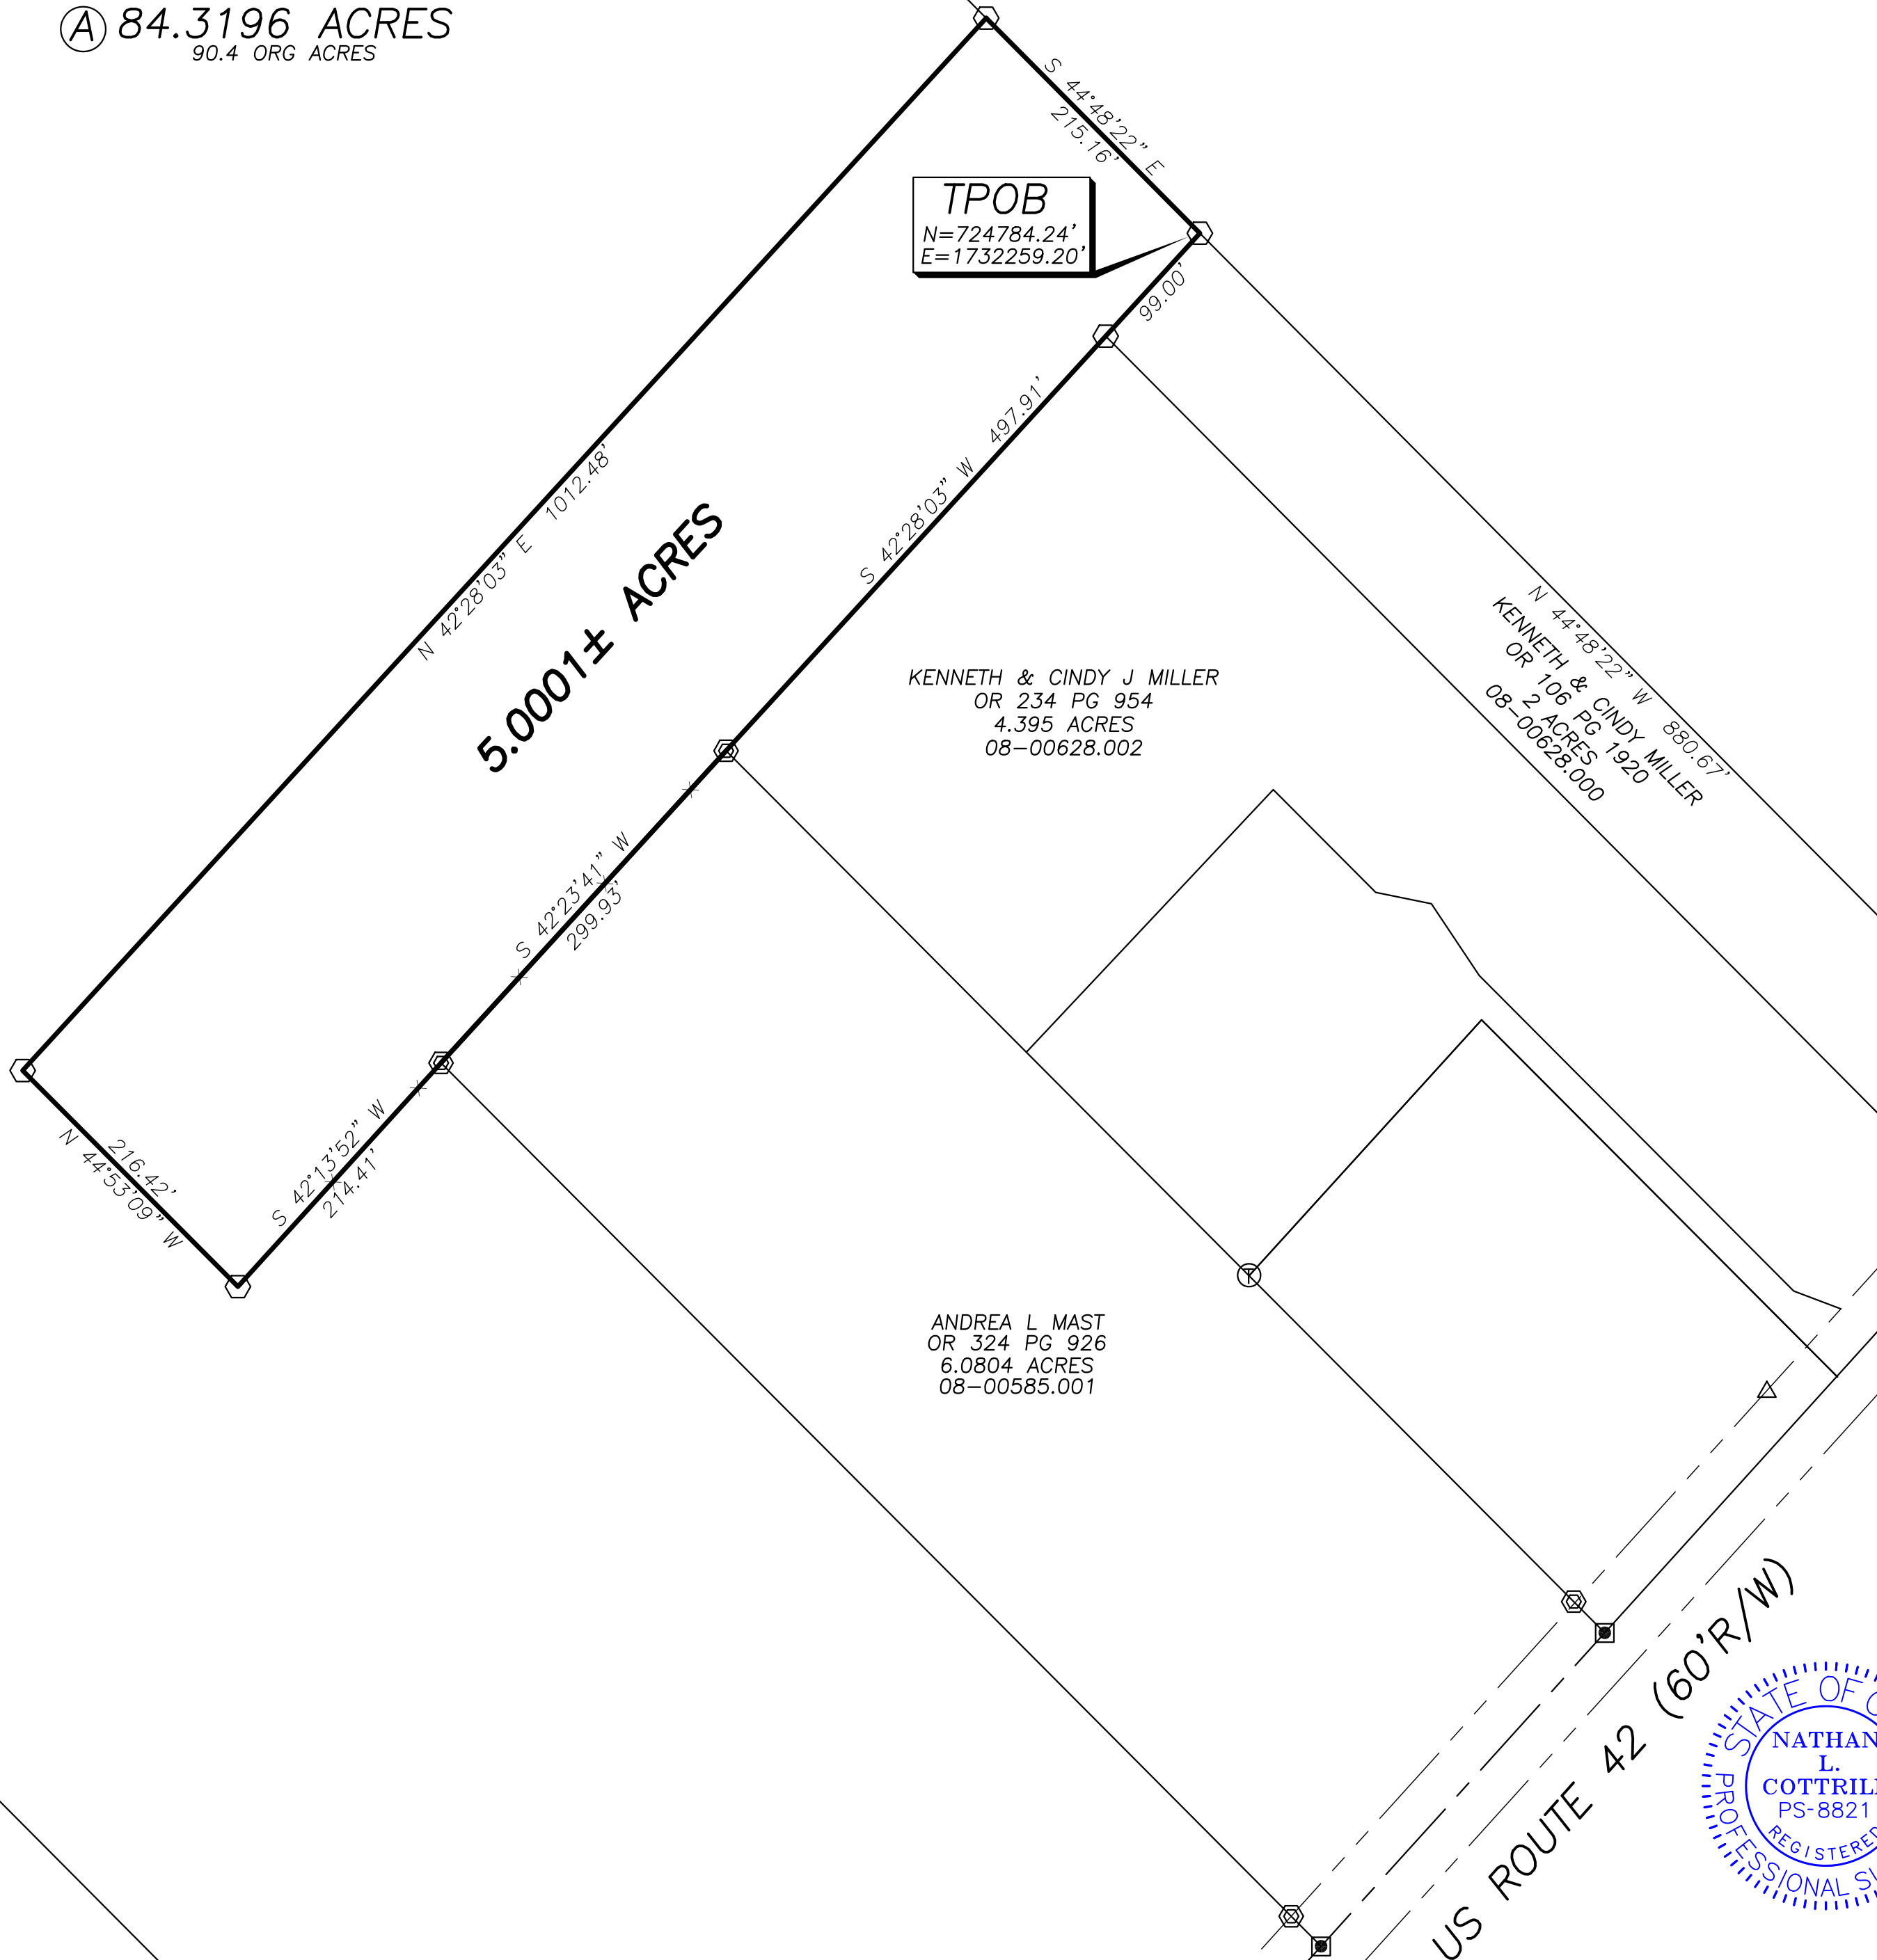 A 84.3196 ACRES
90.4 ORG ACRES
S 44°48'22" E
215.16'
TPOB
N=724784.24'
E=1732259.20'
99.00'
S 42°28'03" W 497.91'
N 42°28'03" E 1012.48'
5.0001± ACRES
N 44°48'22" W 880.67'
KENNETH & CINDY MILLER
OR 106 PG 1920
2 ACRES
08-00628.000
KENNETH & CINDY J MILLER
OR 234 PG 954
4.395 ACRES
08-00628.002
S 42°23'41" W
299.93'
S 42°13'52" W
214.41'
216.42'
N 44°53'09" W
T
ANDREA L MAST
OR 324 PG 926
6.0804 ACRES
08-00585.001
US ROUTE 42 (60'R/W)
STATE OF
NATHAN
L.
COTTRILL
PS-8821
REGISTERED
PROFESSIONAL